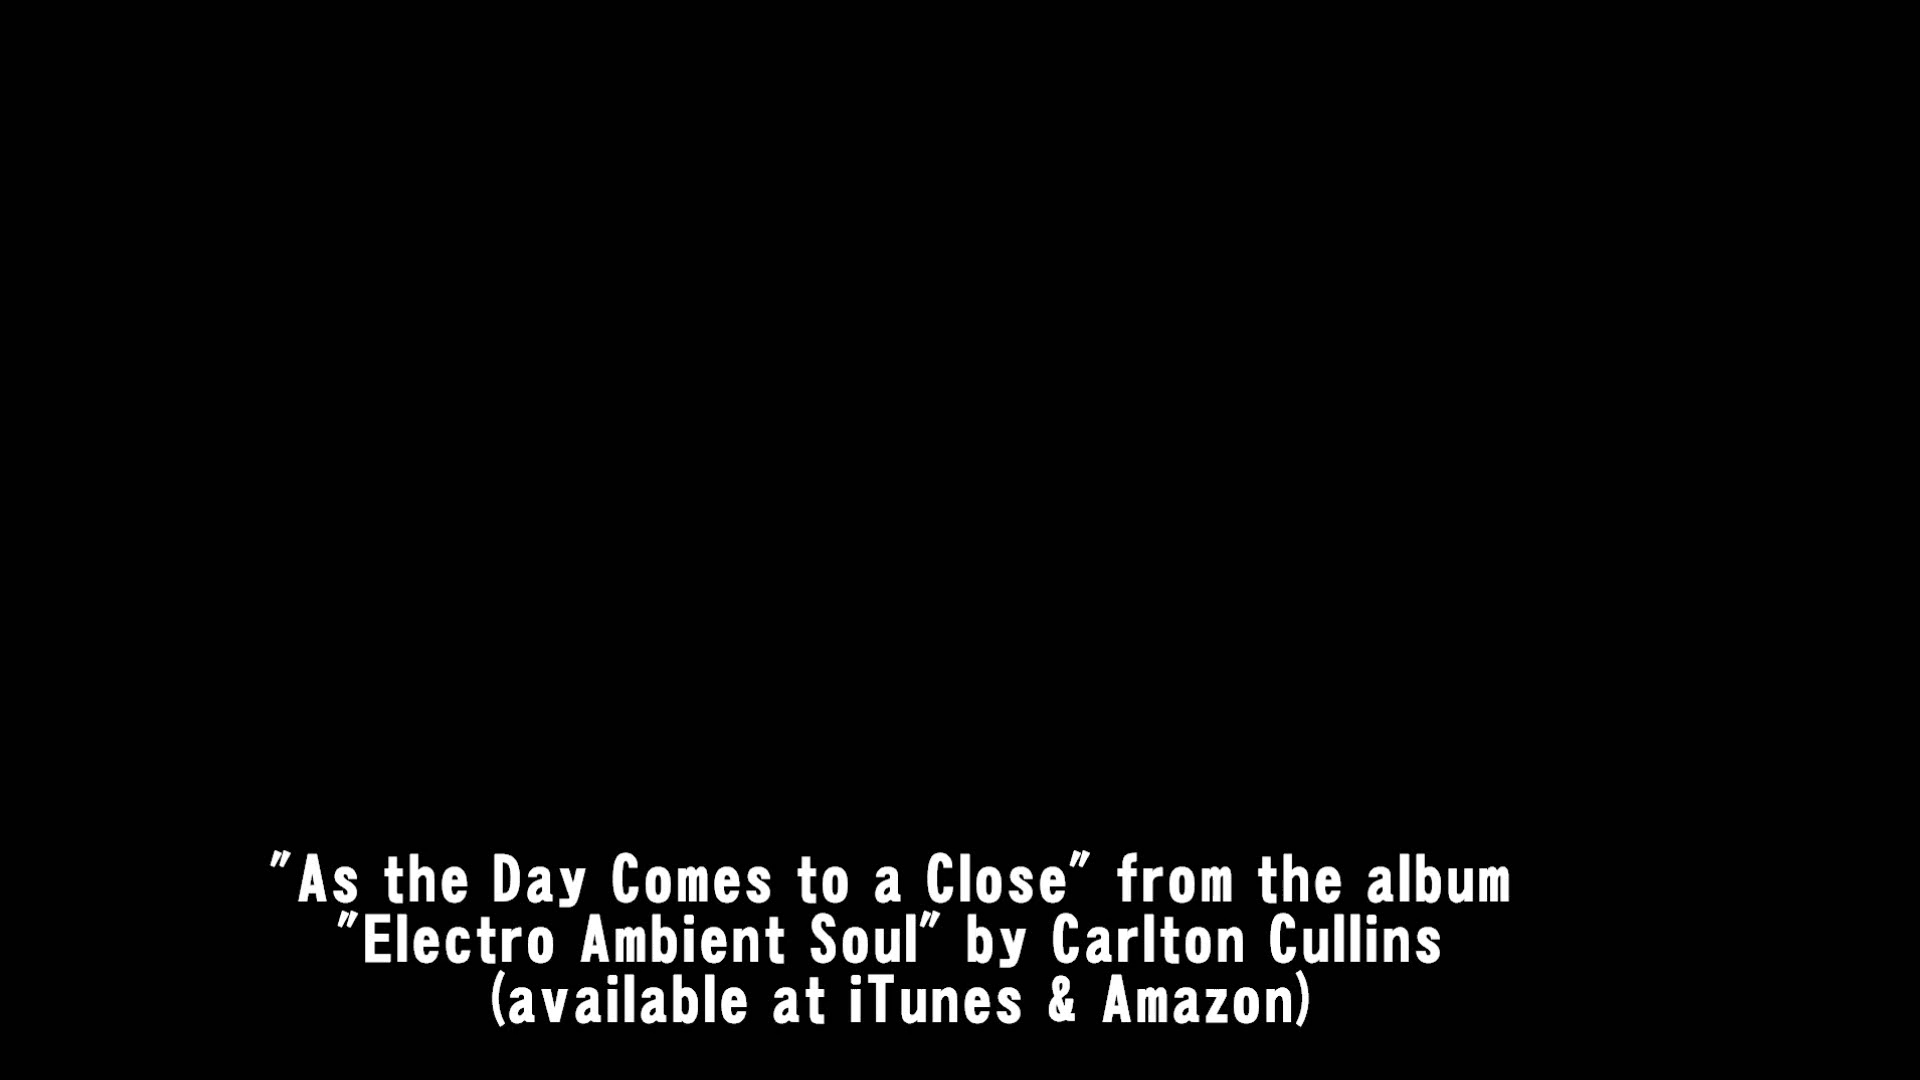 "As the Day Comes to a Close" from the album
"Electro Ambient Soul" by Carlton Cullins
(available at iTunes & Amazon)